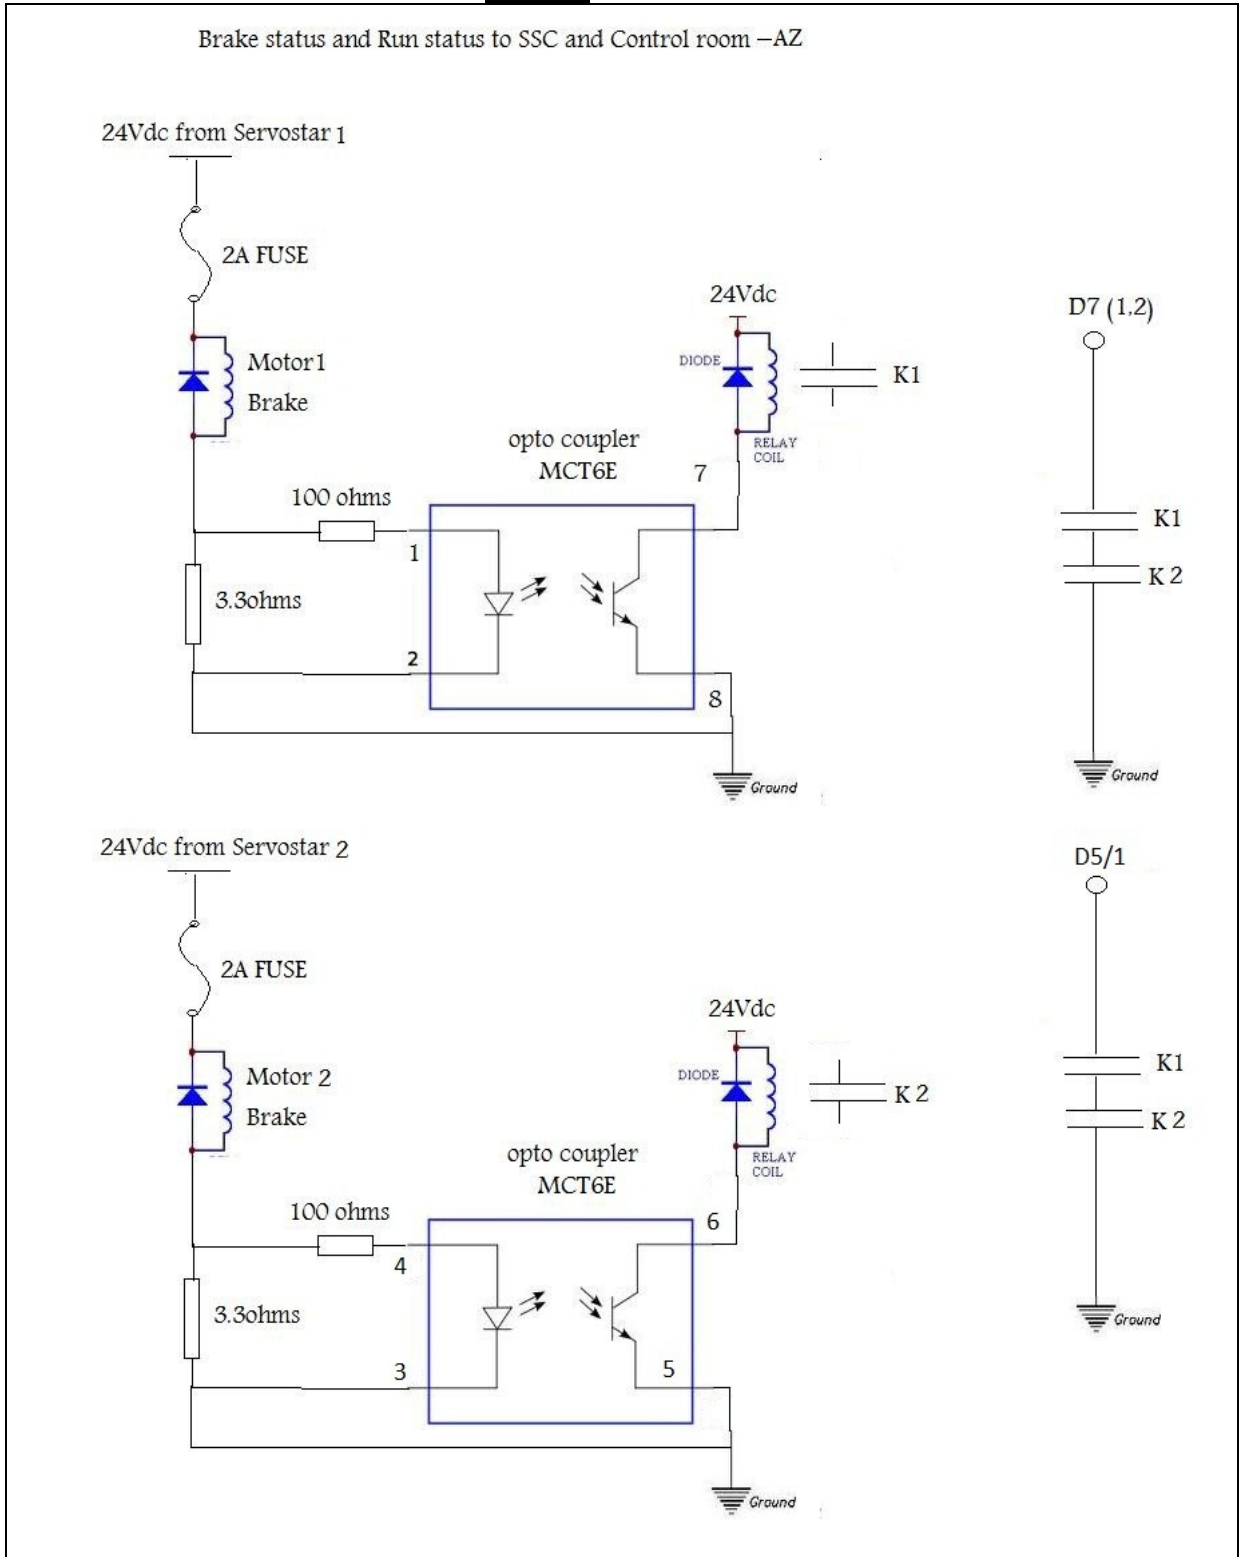 Brake status and Run status to SSC and Control room –AZ
24Vdc from Servostar 1
2A FUSE
Motor1
Brake
24Vdc
DIODE
K1
RELAY
COIL
opto coupler
MCT6E
7
100 ohms
1
3.3ohms
2
8
Ground
D7 (1,2)
K1
K 2
Ground
24Vdc from Servostar 2
2A FUSE
Motor 2
Brake
24Vdc
DIODE
K 2
RELAY
COIL
opto coupler
MCT6E
6
100 ohms
4
3.3ohms
3
5
Ground
D5/1
K1
K 2
Ground